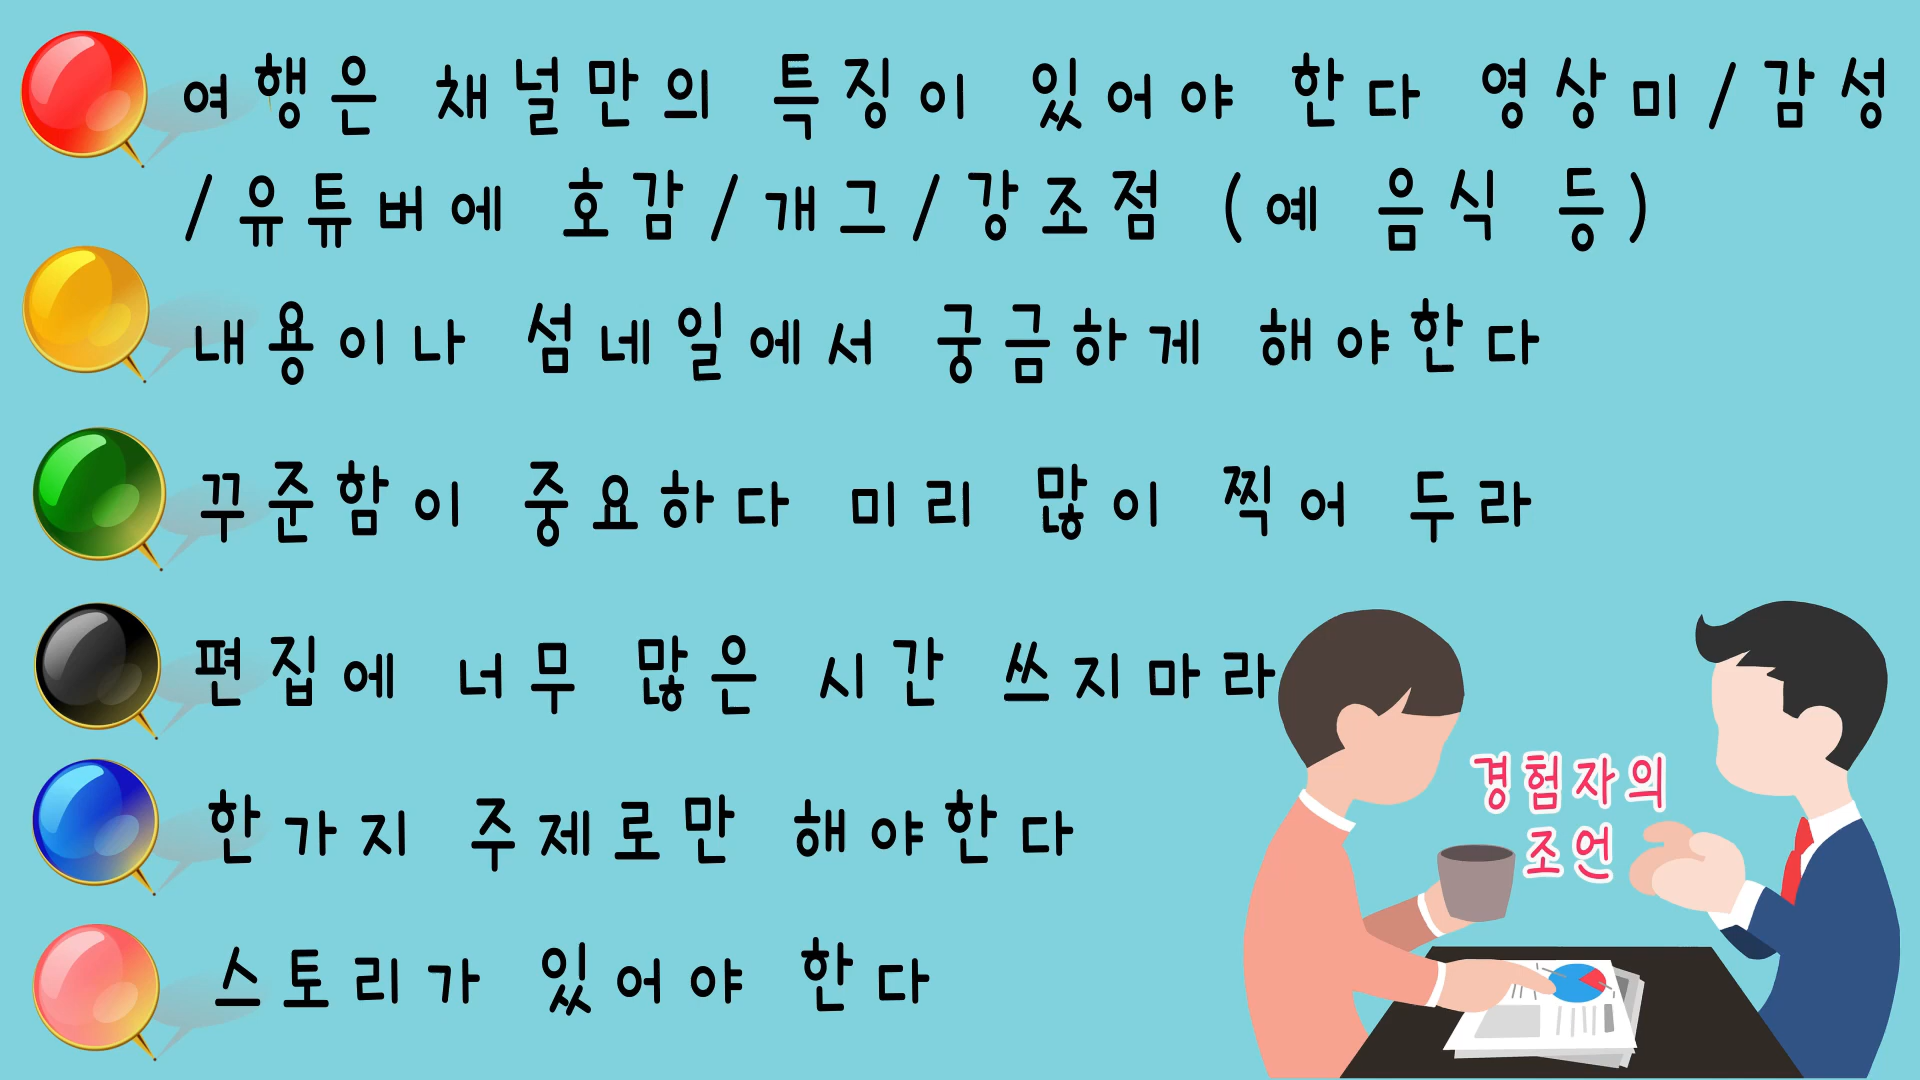 여행은 채널만의 특징이 있어야 한다 영상미/감성
/유튜버에 호감/개그/강조점 (예 음식 등)
내용이나 섬네일에서 궁금하게 해야한다
꾸준함이 중요하다 미리 많이 찍어 두라
편집에 너무 많은 시간 쓰지마라
한가지 주제로만 해야한다
스토리가 있어야 한다
경험자의
조언